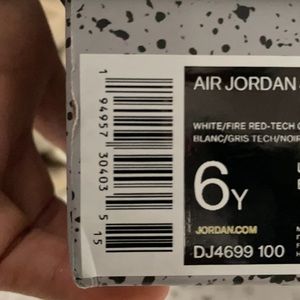 AIR JORDAN
WHITE/FIRE RED-TECH
BLANC/GRIS TECH/NOIR
6Y
JORDAN.COM
DJ4699 100
1 94957 30403 5 15